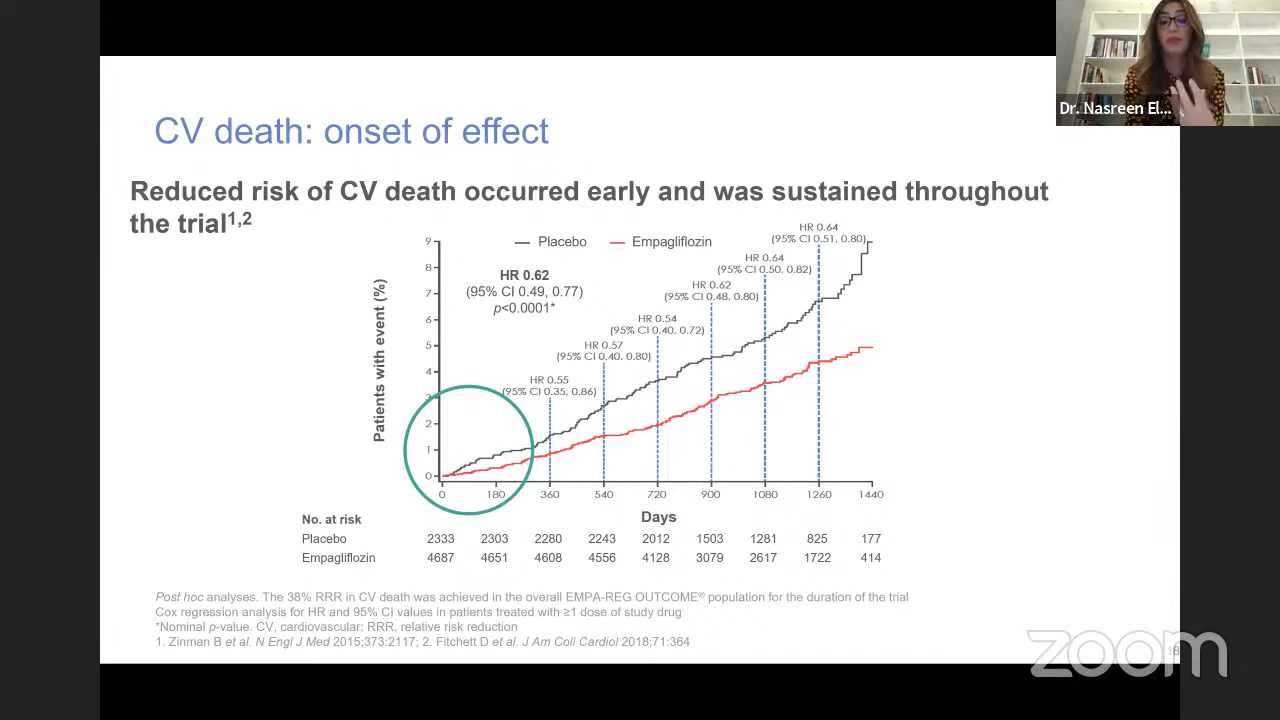 Dr. Nasreen El...
CV death: onset of effect
Reduced risk of CV death occurred early and was sustained throughout
the trial1,2
Placebo
Empagliflozin
HR 0.62
(95% CI 0.49, 0.77)
p<0.0001*
HR 0.55
(95% CI 0.35, 0.86)
HR 0.57
(95% CI 0.40, 0.80)
HR 0.54
(95% CI 0.40, 0.72)
HR 0.62
(95% CI 0.48, 0.80)
HR 0.64
(95% CI 0.50, 0.82)
HR 0.64
(95% CI 0.51, 0.80)
Patients with event (%)
9
8
7
6
5
4
3
2
1
0
0 180 360 540 720 900 1080 1260 1440
Days
No. at risk
Placebo 2333 2303 2280 2243 2012 1503 1281 825 177
Empagliflozin 4687 4651 4608 4556 4128 3079 2617 1722 414
Post hoc analyses. The 38% RRR in CV death was achieved in the overall EMPA-REG OUTCOME® population for the duration of the trial
Cox regression analysis for HR and 95% CI values in patients treated with ≥1 dose of study drug
*Nominal p-value. CV, cardiovascular; RRR, relative risk reduction
1. Zinman B et al. N Engl J Med 2015;373:2117; 2. Fitchett D et al. J Am Coll Cardiol 2018;71:364
18
zoom